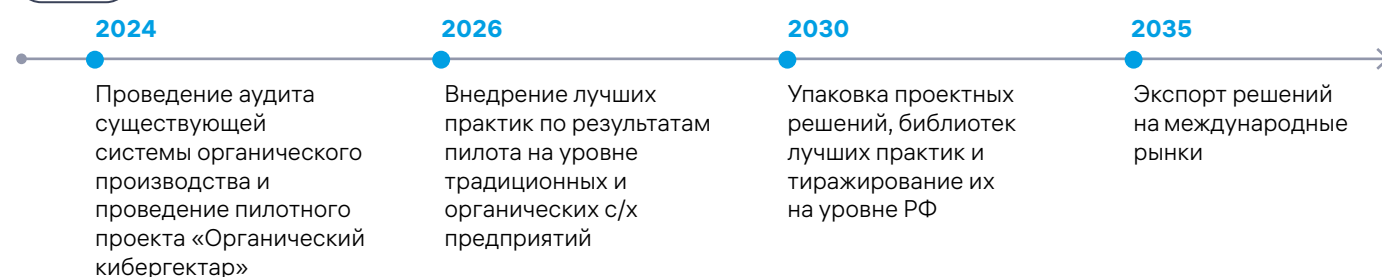 2024
Проведение аудита
существующей
системы органического
производства и
проведение пилотного
проекта «Органический
кибергектар»
2026
Внедрение лучших
практик по результатам
пилота на уровне
традиционных и
органических с/х
предприятий
2030
Упаковка проектных
решений, библиотек
лучших практик и
тиражирование их
на уровне РФ
2035
Экспорт решений
на международные
рынки